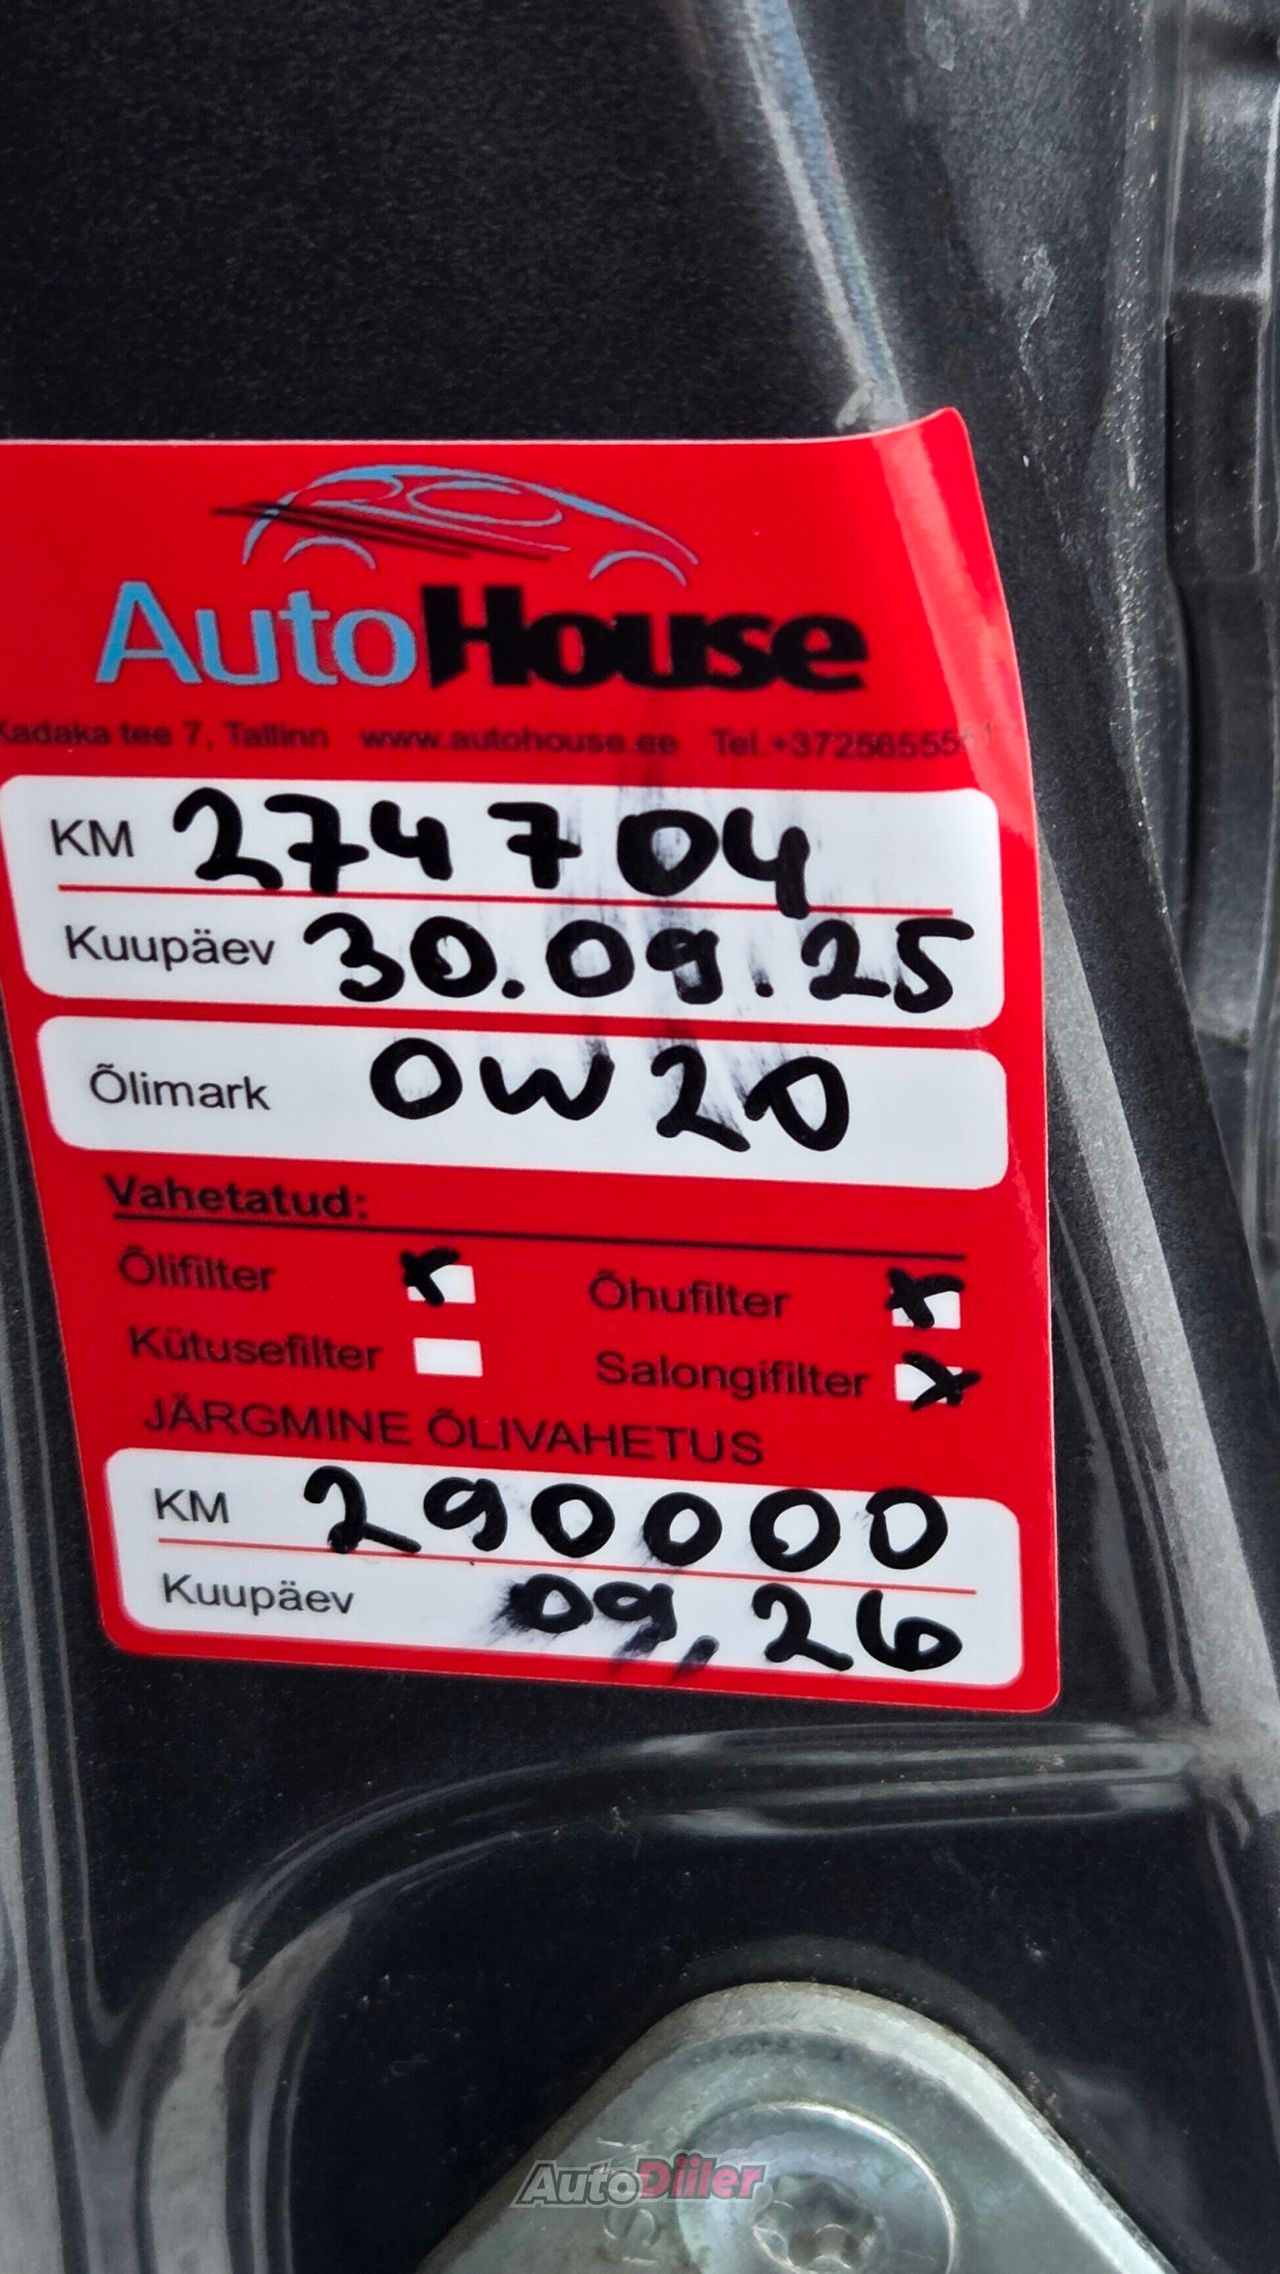 AutoHouse
Kadaka tee 7, Tallinn www.autohouse.ee
KM 274704
Kuupäev 30.09.25
Õlimark 0W20
Vahetatud:
Õlifilter x Õhufilter x
Kütusefilter Salongifilter x
JÄRGMINE ÕLIVAHETUS
KM 290000
Kuupäev 09.26
AutoDiiler